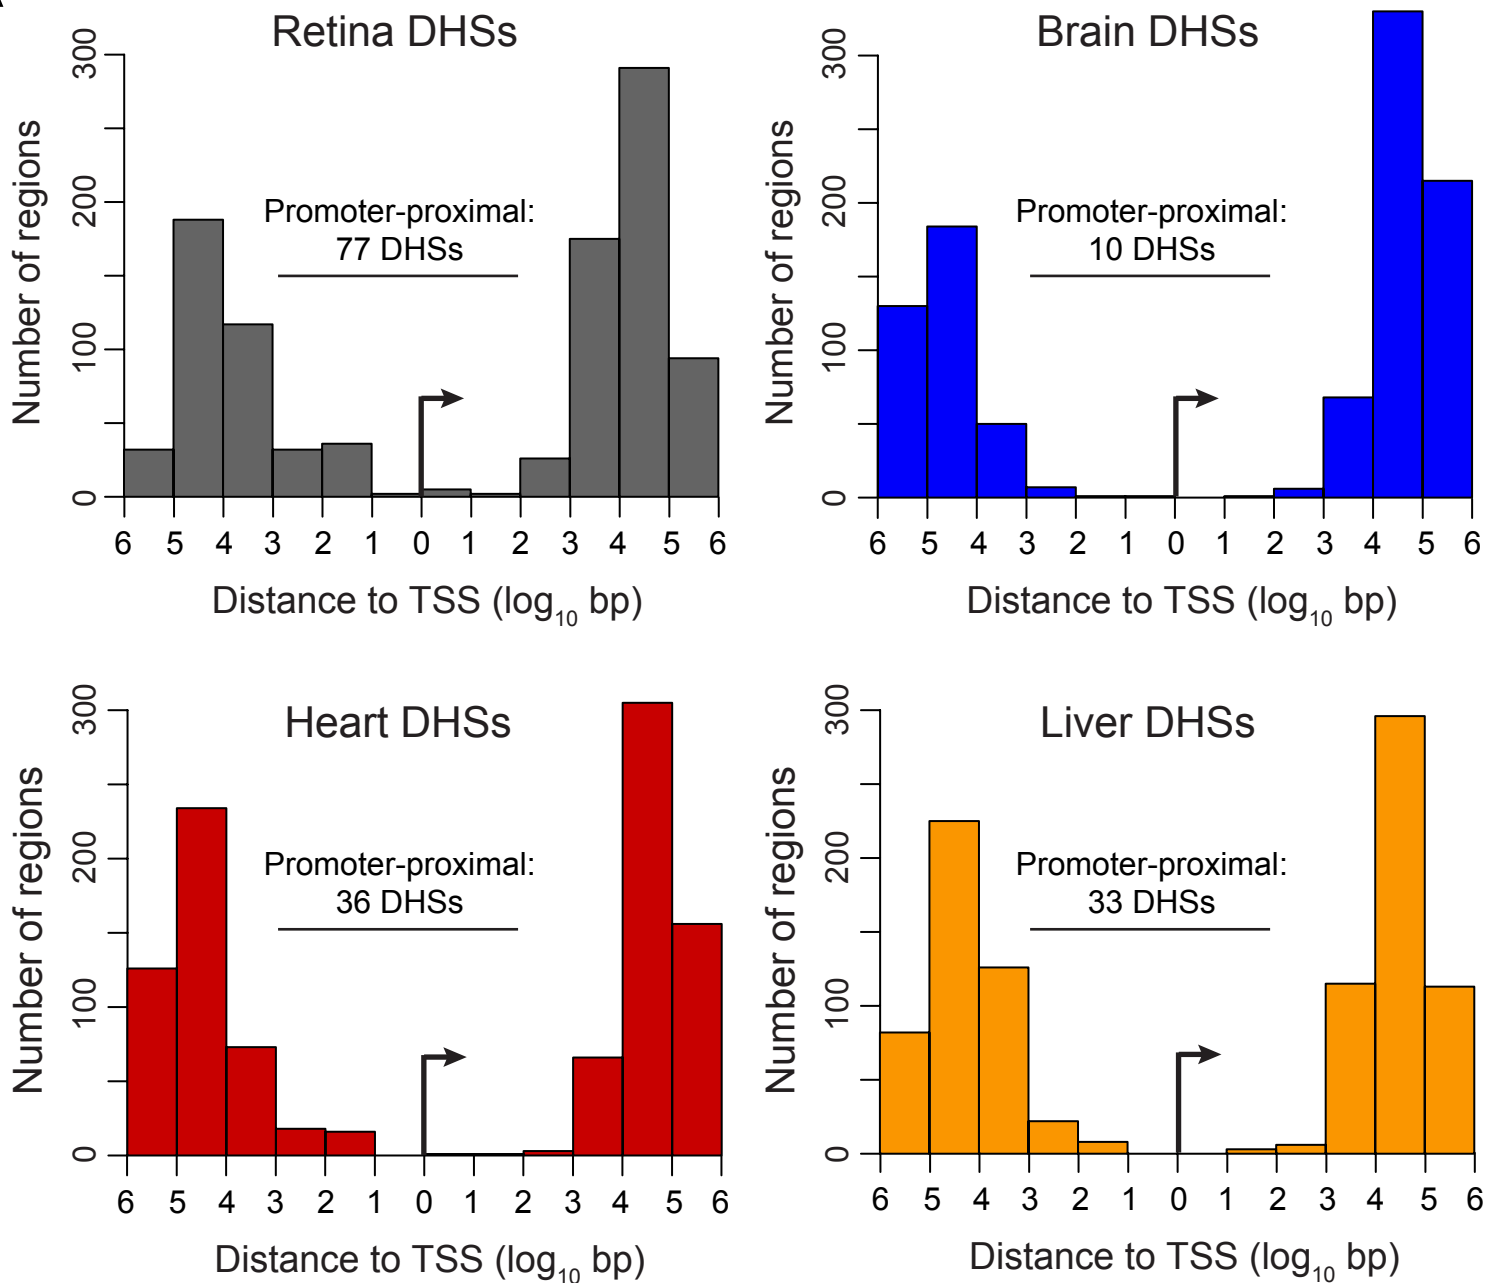 Retina DHSs
Number of regions
0
100
200
300
Promoter-proximal:
77 DHSs
6 5 4 3 2 1 0 1 2 3 4 5 6
Distance to TSS (log10 bp)
Brain DHSs
Number of regions
0
100
200
300
Promoter-proximal:
10 DHSs
6 5 4 3 2 1 0 1 2 3 4 5 6
Distance to TSS (log10 bp)
Heart DHSs
Number of regions
0
100
200
300
Promoter-proximal:
36 DHSs
6 5 4 3 2 1 0 1 2 3 4 5 6
Distance to TSS (log10 bp)
Liver DHSs
Number of regions
0
100
200
300
Promoter-proximal:
33 DHSs
6 5 4 3 2 1 0 1 2 3 4 5 6
Distance to TSS (log10 bp)